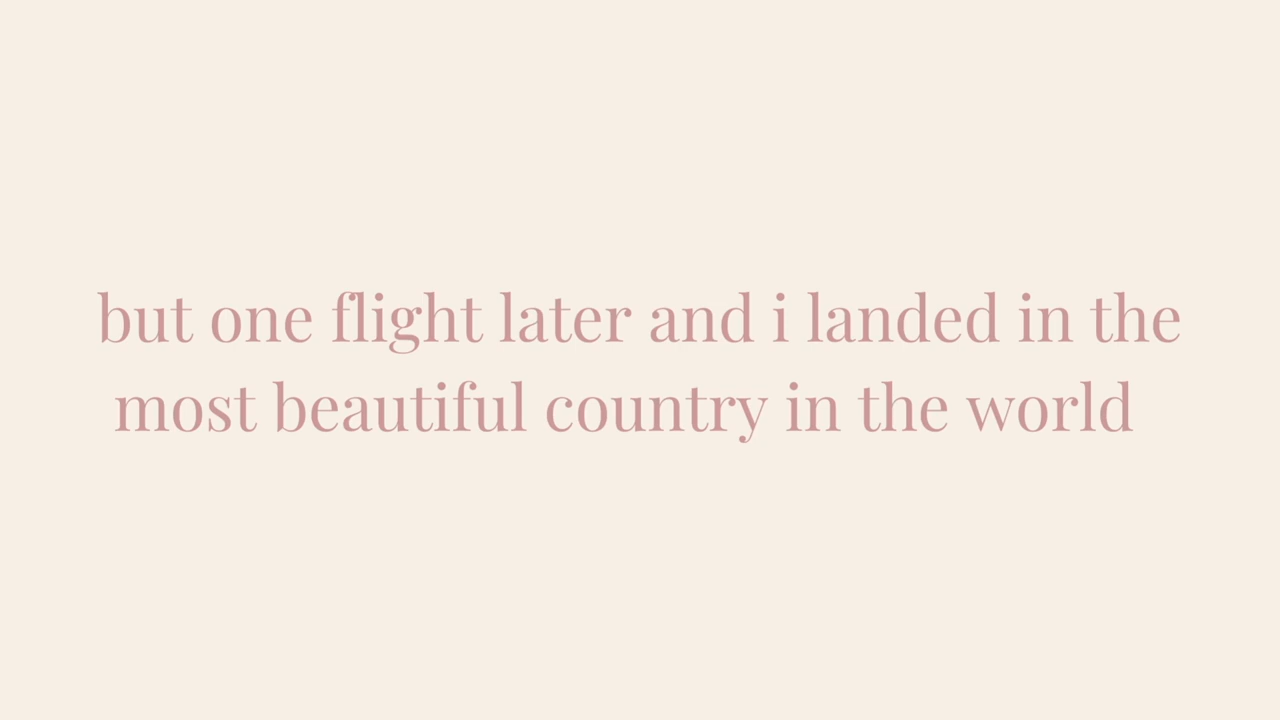 but one flight later and i landed in the
most beautiful country in the world